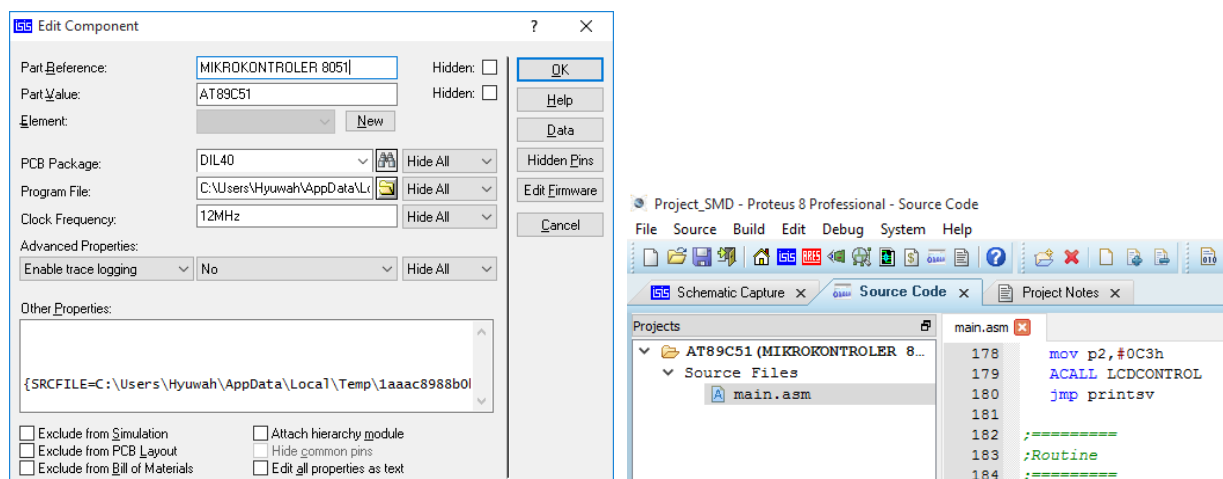 ISIS Edit Component ? X
Part Reference: MIKROKONTROLER 8051 Hidden:
Part Value: AT89C51 Hidden:
Element: New
PCB Package: DIL40 Hide All
Program File: C:\Users\Hyuwah\AppData\Lo Hide All
Clock Frequency: 12MHz Hide All
Advanced Properties:
Enable trace logging No Hide All
Other Properties:
{SRCFILE=C:\Users\Hyuwah\AppData\Local\Temp\1aaac8988b0
Exclude from Simulation Attach hierarchy module
Exclude from PCB Layout Hide common pins
Exclude from Bill of Materials Edit all properties as text
OK
Help
Data
Hidden Pins
Edit Firmware
Cancel
Project_SMD - Proteus 8 Professional - Source Code
File Source Build Edit Debug System Help
ISIS ARES
ISIS Schematic Capture x Source Code x Project Notes x
Projects main.asm
AT89C51 (MIKROKONTROLER 8...
Source Files
main.asm
178 mov p2,#0C3h
179 ACALL LCDCONTROL
180 jmp printsv
181
182 ;=========
183 ;Routine
184 ;=========